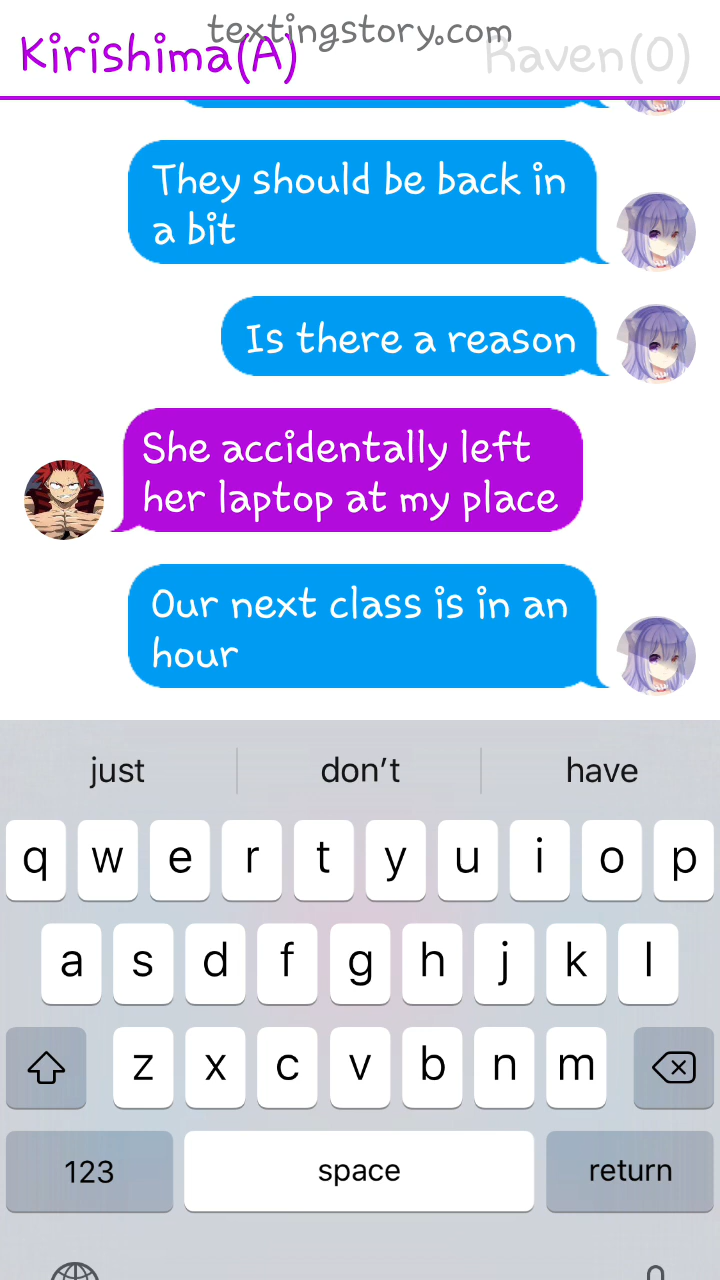 textingstory.com
Kirishima(A)
Raven(O)
They should be back in
a bit
Is there a reason
She accidentally left
her laptop at my place
Our next class is in an
hour
just don't have
q w e r t y u i o p
a s d f g h j k l
z x c v b n m
123 space return